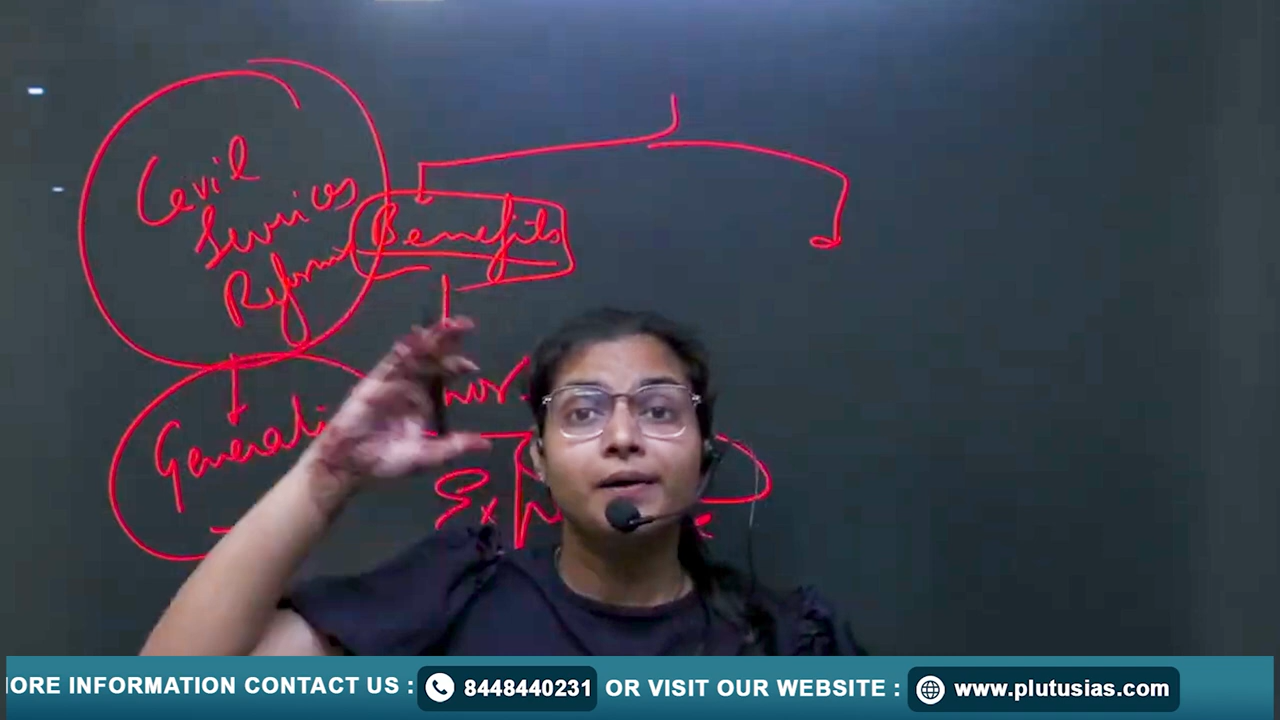 Civil
Services
Reform
Benefits
Generali
Ex
ORE INFORMATION CONTACT US : 8448440231 OR VISIT OUR WEBSITE : www.plutusias.com